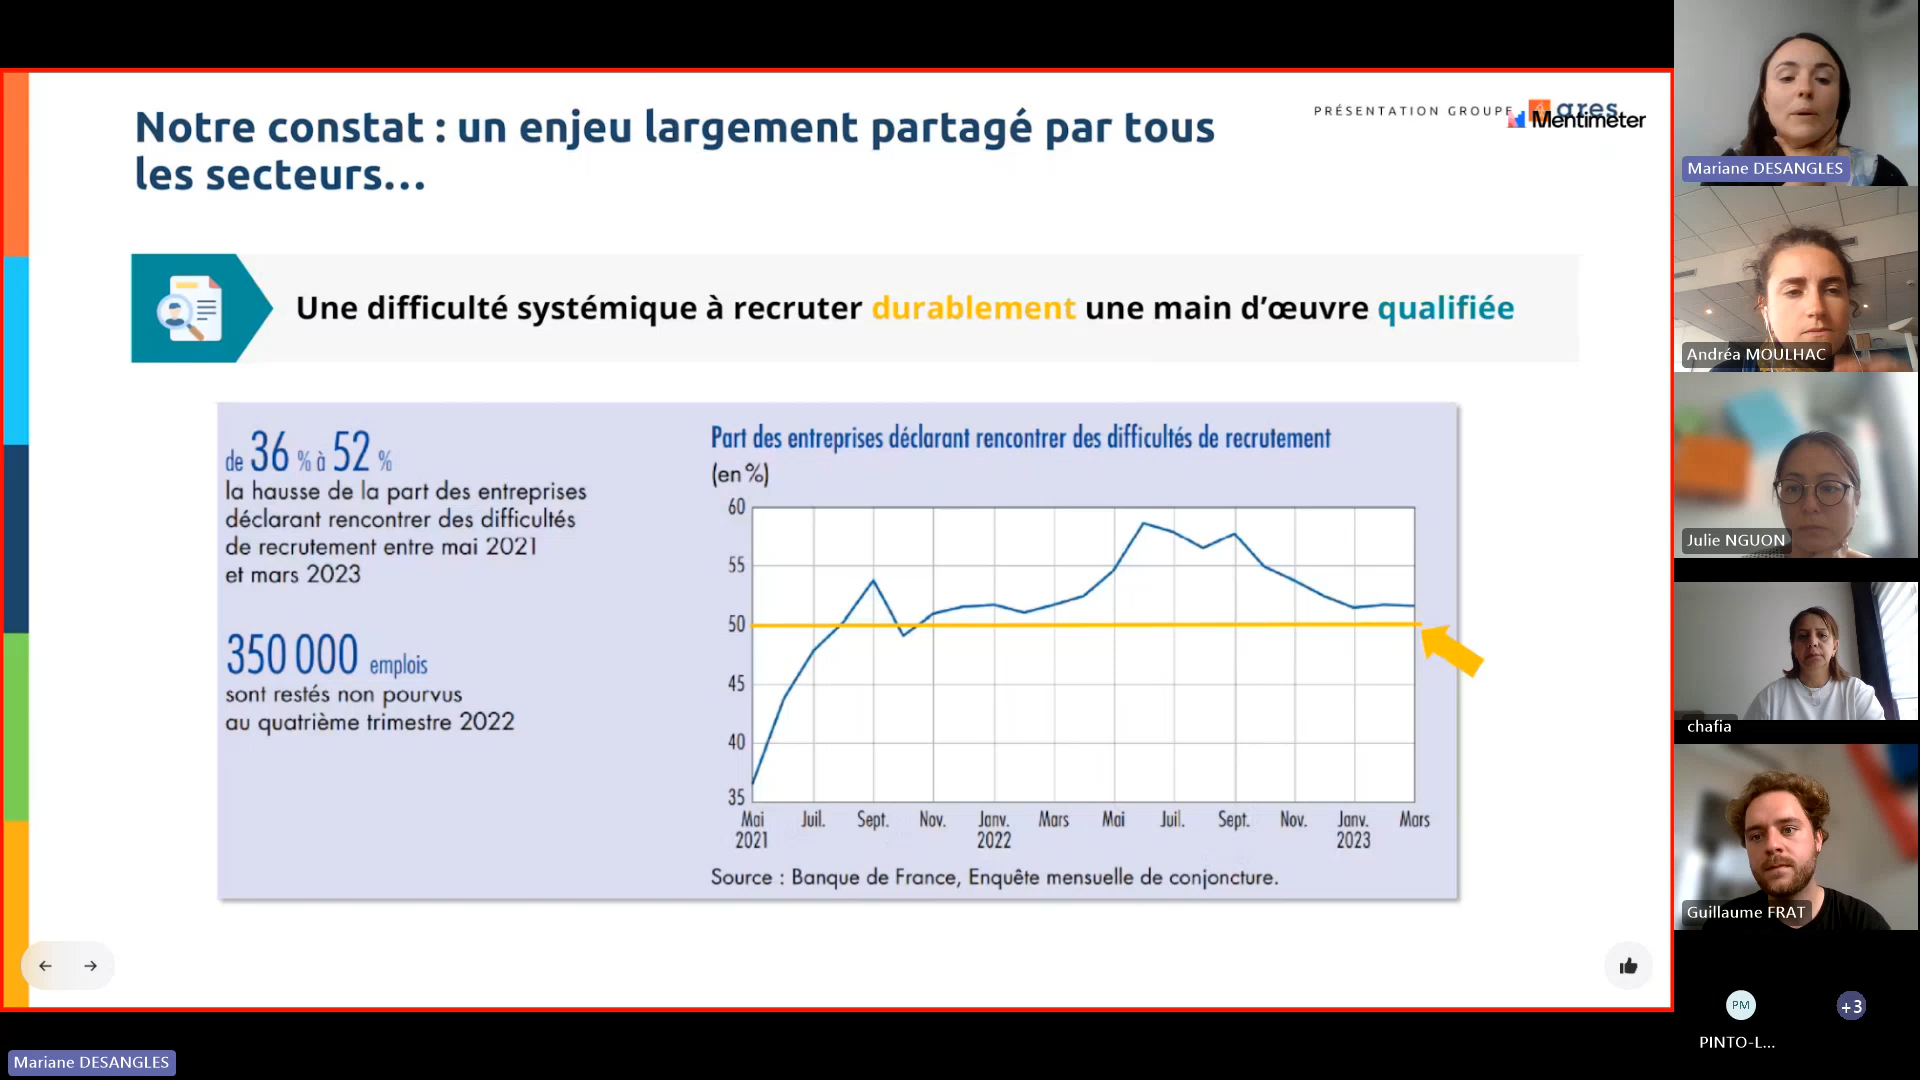 Notre constat : un enjeu largement partagé par tous
les secteurs...
PRÉSENTATION GROUPE
ares
Mentimeter
Une difficulté systémique à recruter durablement une main d'œuvre qualifiée
de 36 % à 52 %
la hausse de la part des entreprises
déclarant rencontrer des difficultés
de recrutement entre mai 2021
et mars 2023
350 000 emplois
sont restés non pourvus
au quatrième trimestre 2022
Part des entreprises déclarant rencontrer des difficultés de recrutement
(en %)
60
55
50
45
40
35
Mai Juil. Sept. Nov. Janv. Mars Mai Juil. Sept. Nov. Janv. Mars
2021 2022 2023
Source : Banque de France, Enquête mensuelle de conjoncture.
Mariane DESANGLES
Andréa MOULHAC
Julie NGUON
chafia
Guillaume FRAT
PM
+3
PINTO-L...
Mariane DESANGLES